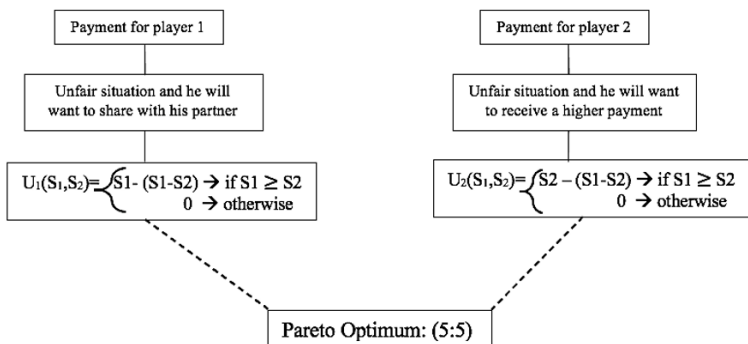 Payment for player 1
Unfair situation and he will
want to share with his partner
U₁(S₁,S₂)= S1- (S1-S2) → if S1 ≥ S2
0 → otherwise
Payment for player 2
Unfair situation and he will want
to receive a higher payment
U₂(S₁,S₂)= S2 – (S1-S2) → if S1 ≥ S2
0 → otherwise
Pareto Optimum: (5:5)